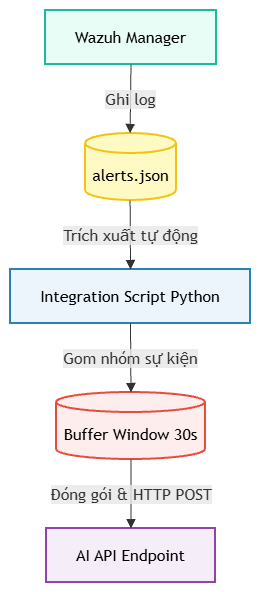 Wazuh Manager
Ghi log
alerts.json
Trích xuất tự động
Integration Script Python
Gom nhóm sự kiện
Buffer Window 30s
Đóng gói & HTTP POST
AI API Endpoint